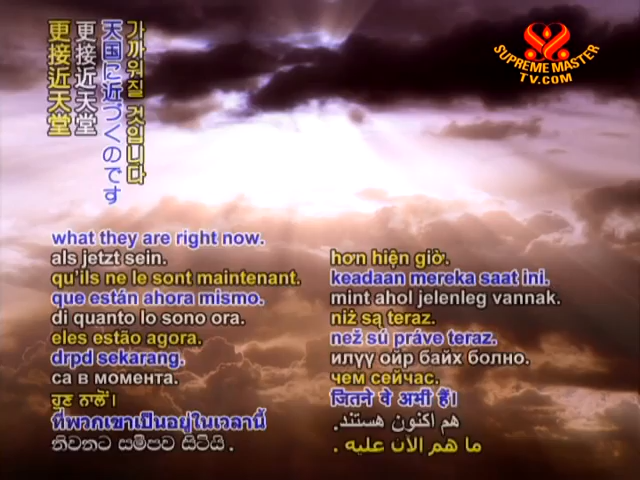 SUPREME MASTER
TV.COM
가까워질 것입니다
天国に近づくのです
更接近天堂
更接近天堂
what they are right now.
als jetzt sein.
qu'ils ne le sont maintenant.
que están ahora mismo.
di quanto lo sono ora.
eles estão agora.
drpd sekarang.
са в момента.
ਹੁਣ ਨਾਲੋਂ।
ที่พวกเขาเป็นอยู่ในเวลานี้
නිවනට සමීපව සිටියි.
hơn hiện giờ.
keadaan mereka saat ini.
mint ahol jelenleg vannak.
niż są teraz.
než sú práve teraz.
илүү ойр байх болно.
чем сейчас.
जितने वे अभी हैं।
هم اکنون هستند.
ما هم الآن عليه .